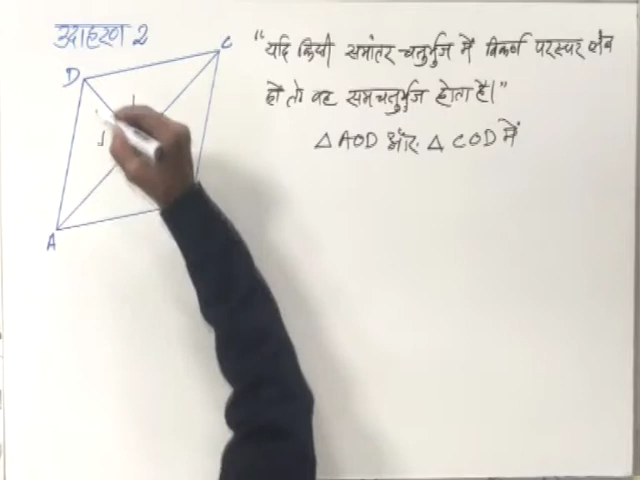 उदाहरण 2
"यदि किसी समांतर चतुर्भुज में विकर्ण परस्पर लंब
हो तो वह समचतुर्भुज होता है।"
△ AOD और △ COD में
D
C
A